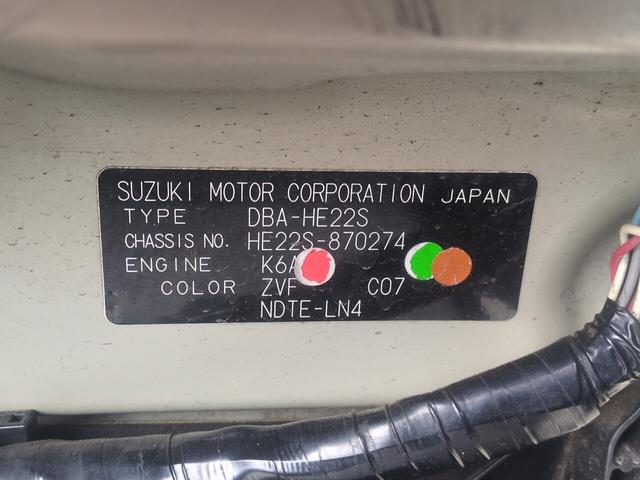 SUZUKI MOTOR CORPORATION JAPAN
TYPE DBA-HE22S
CHASSIS NO. HE22S-870274
ENGINE K6A
COLOR ZVF C07
NDTE-LN4